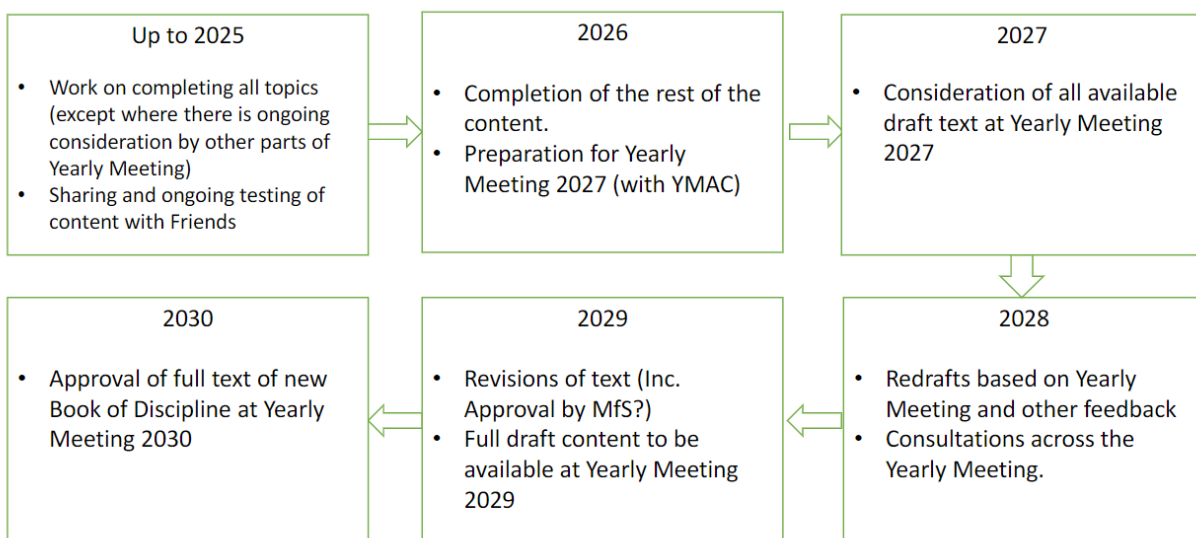 Up to 2025
• Work on completing all topics
(except where there is ongoing
consideration by other parts of
Yearly Meeting)
• Sharing and ongoing testing of
content with Friends
2026
• Completion of the rest of the
content.
• Preparation for Yearly
Meeting 2027 (with YMAC)
2027
• Consideration of all available
draft text at Yearly Meeting
2027
2028
• Redrafts based on Yearly
Meeting and other feedback
• Consultations across the
Yearly Meeting.
2029
• Revisions of text (Inc.
Approval by MfS?)
• Full draft content to be
available at Yearly Meeting
2029
2030
• Approval of full text of new
Book of Discipline at Yearly
Meeting 2030